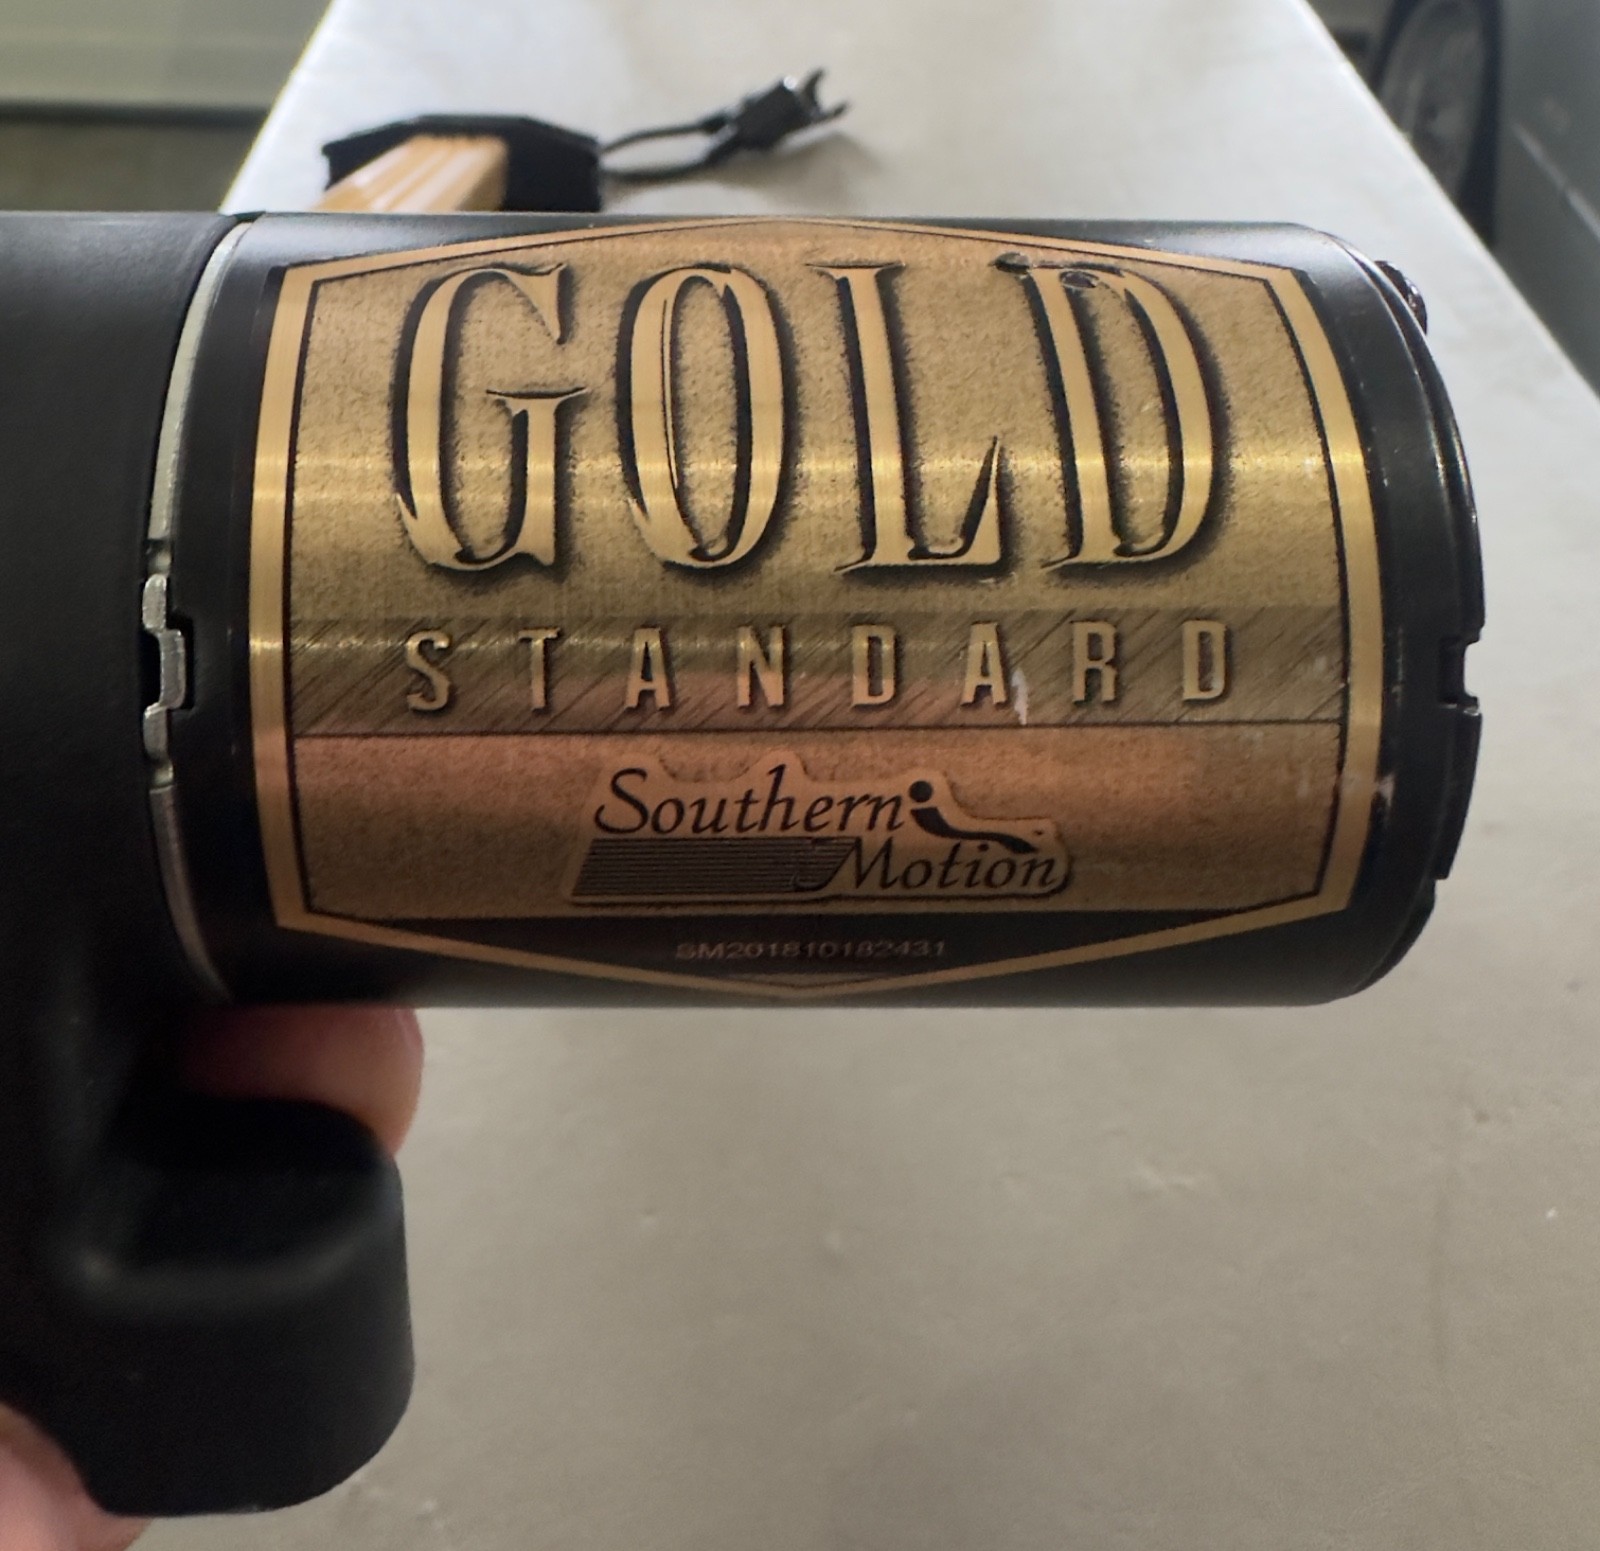 GOLD
STANDARD
Southern
Motion
SM201810182431